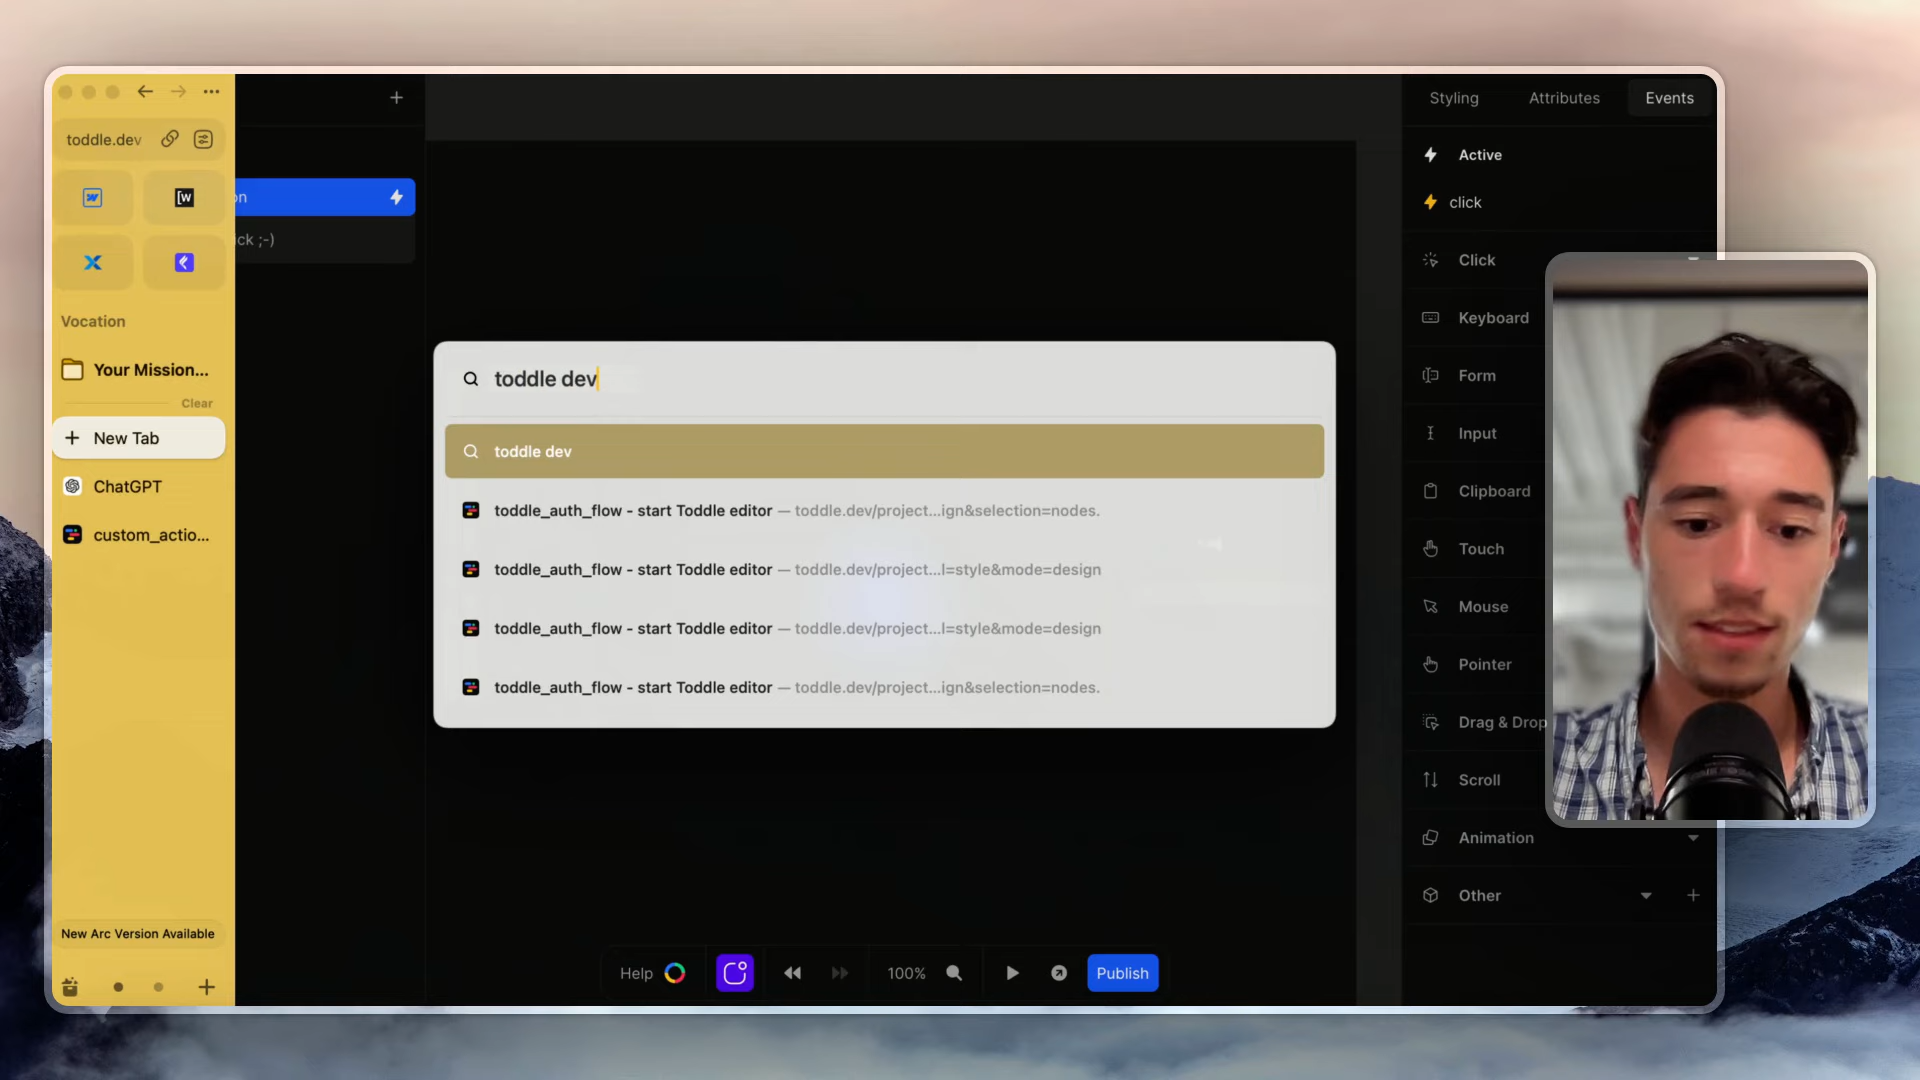 toddle.dev
Vocation
Your Mission...
Clear
New Tab
ChatGPT
custom_actio...
New Arc Version Available
on
ick ;-)
toddle dev
toddle dev
toddle_auth_flow - start Toddle editor — toddle.dev/project...ign&selection=nodes.
toddle_auth_flow - start Toddle editor — toddle.dev/project...l=style&mode=design
toddle_auth_flow - start Toddle editor — toddle.dev/project...l=style&mode=design
toddle_auth_flow - start Toddle editor — toddle.dev/project...ign&selection=nodes.
Help
100%
Publish
Styling Attributes Events
Active
click
Click
Keyboard
Form
Input
Clipboard
Touch
Mouse
Pointer
Drag & Drop
Scroll
Animation
Other